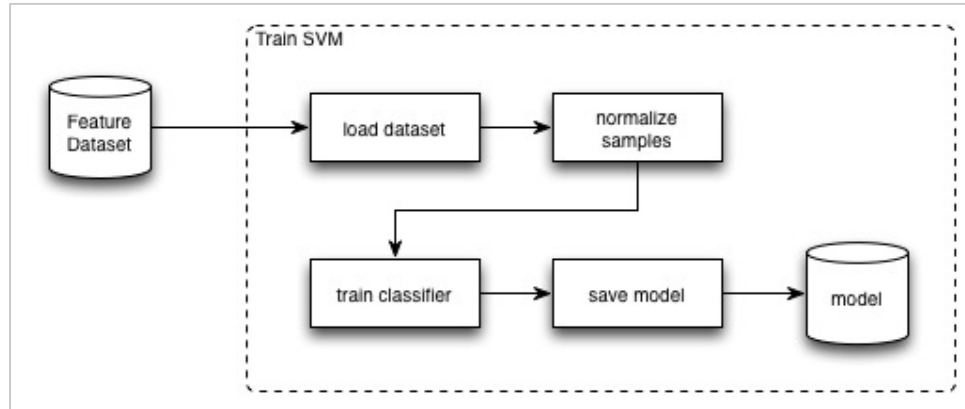 Train SVM
Feature
Dataset
load dataset
normalize
samples
train classifier
save model
model